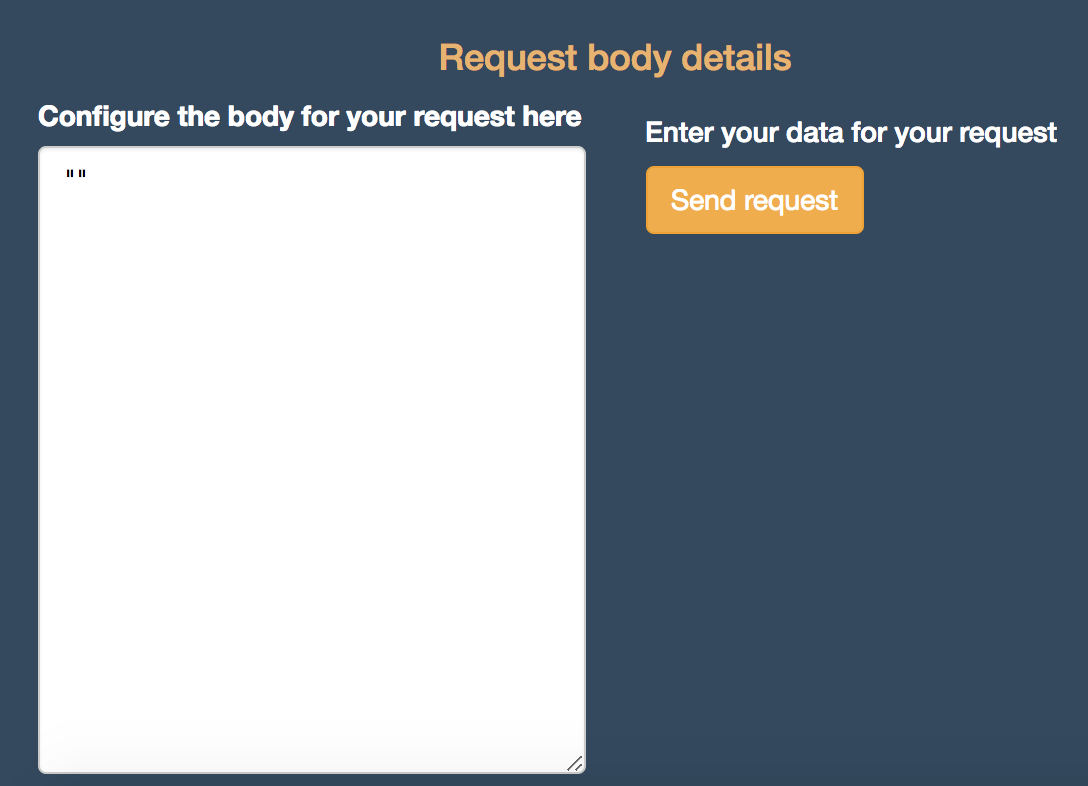 Request body details
Configure the body for your request here
""
Enter your data for your request
Send request